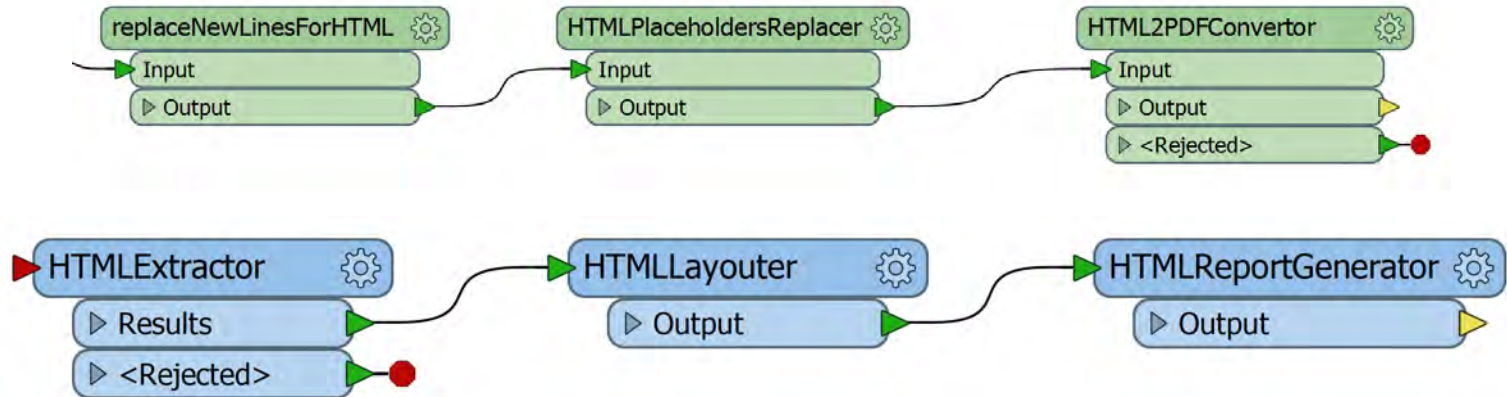 replaceNewLinesForHTML
Input
Output
HTMLPlaceholdersReplacer
Input
Output
HTML2PDFConvertor
Input
Output
<Rejected>
HTMLExtractor
Results
<Rejected>
HTMLLayouter
Output
HTMLReportGenerator
Output